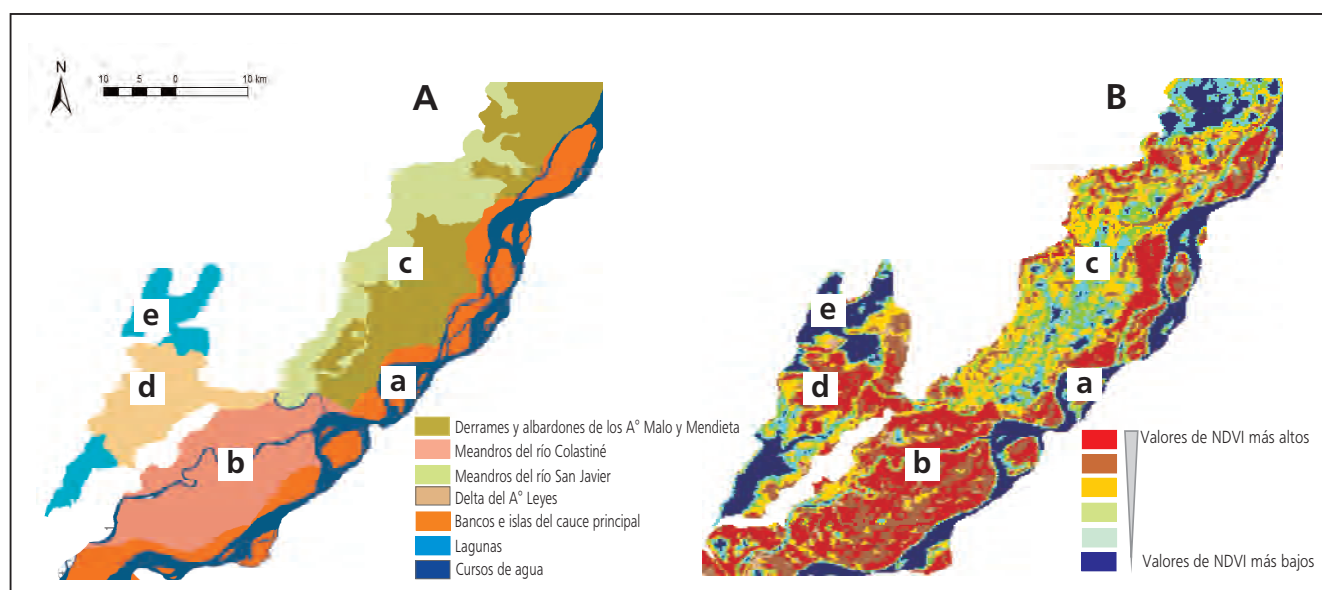 N
10 5 0 10 km
A
B
c
c
e
e
d
d
a
a
b
b
Derrames y albardones de los A° Malo y Mendieta
Meandros del río Colastiné
Meandros del río San Javier
Delta del A° Leyes
Bancos e islas del cauce principal
Lagunas
Cursos de agua
Valores de NDVI más altos
Valores de NDVI más bajos